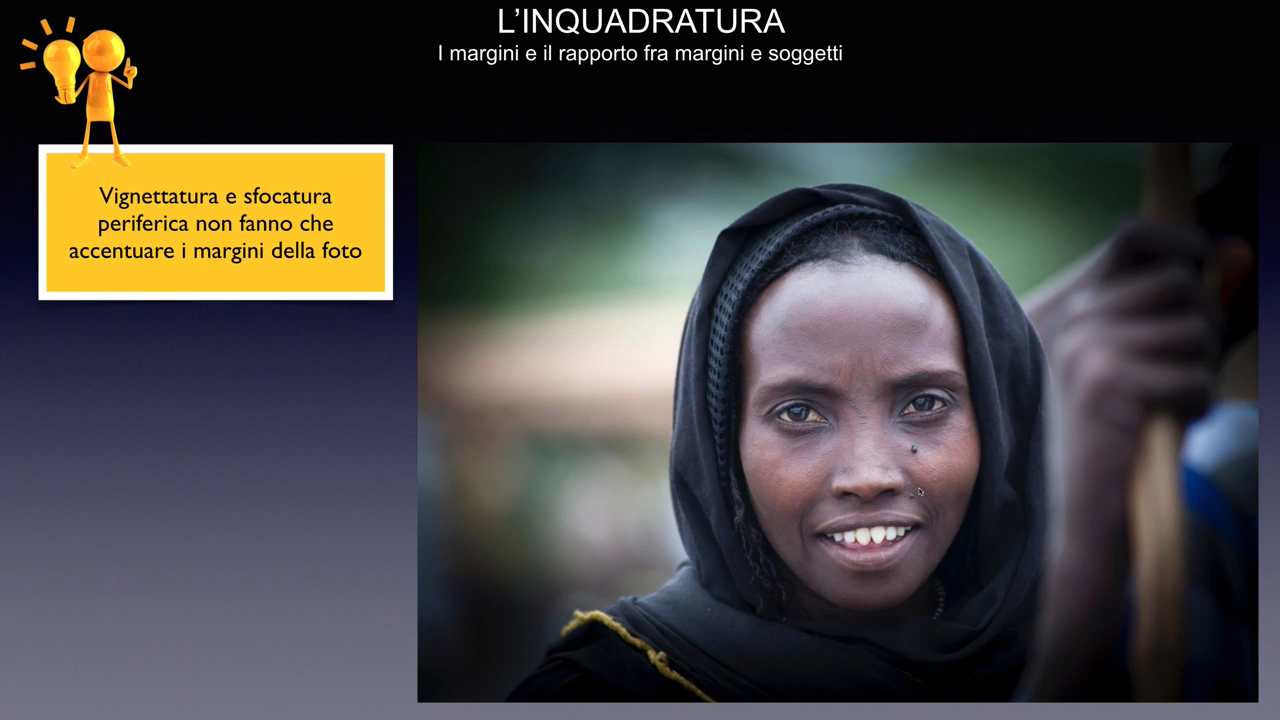 L’INQUADRATURA
I margini e il rapporto fra margini e soggetti
Vignettatura e sfocatura
periferica non fanno che
accentuare i margini della foto